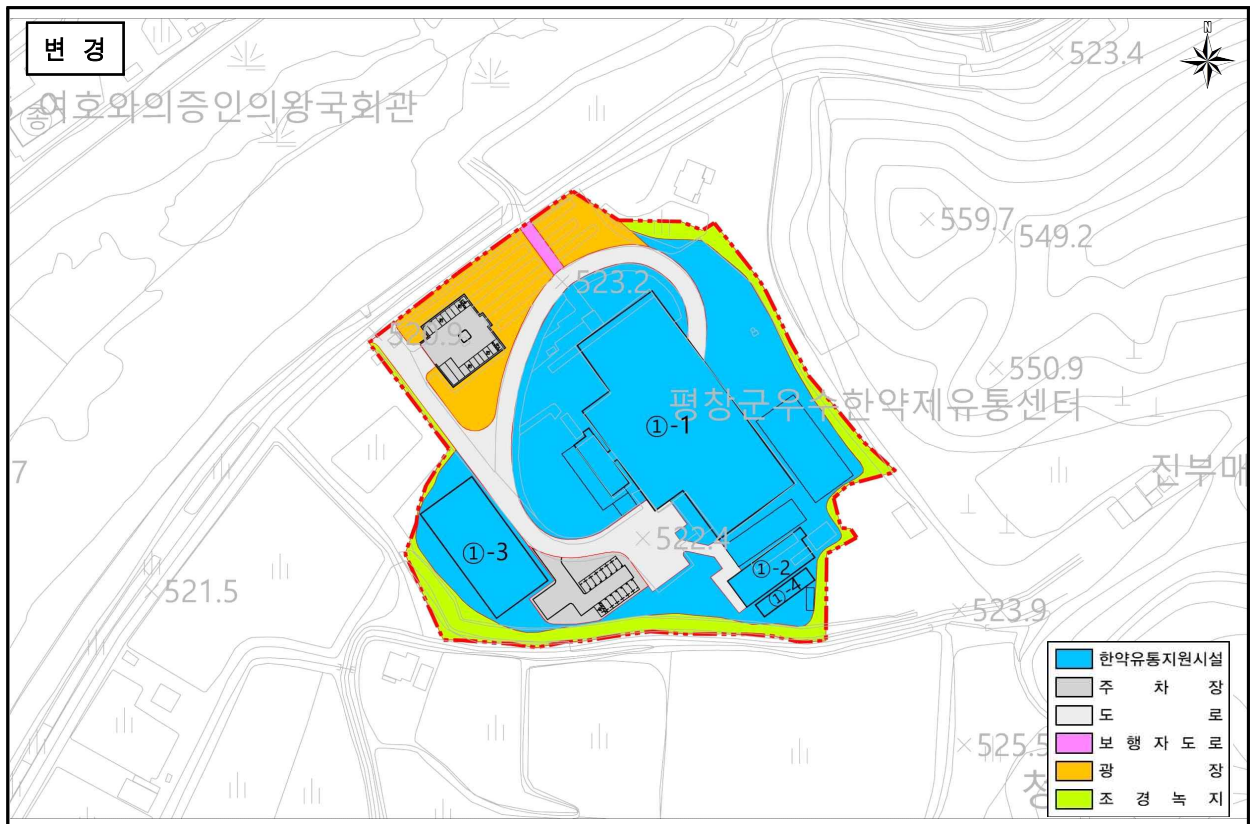 변 경
N
523.4
여호와의증인의왕국회관
종
559.7
549.2
523.2
550.9
평창군우수한약제유통센터
①-1
진부매
7
522.4
①-3
①-2
①-4
521.5
523.9
525.5
한약유통지원시설
주 차 장
도 로
보 행 자 도 로
광 장
조 경 녹 지